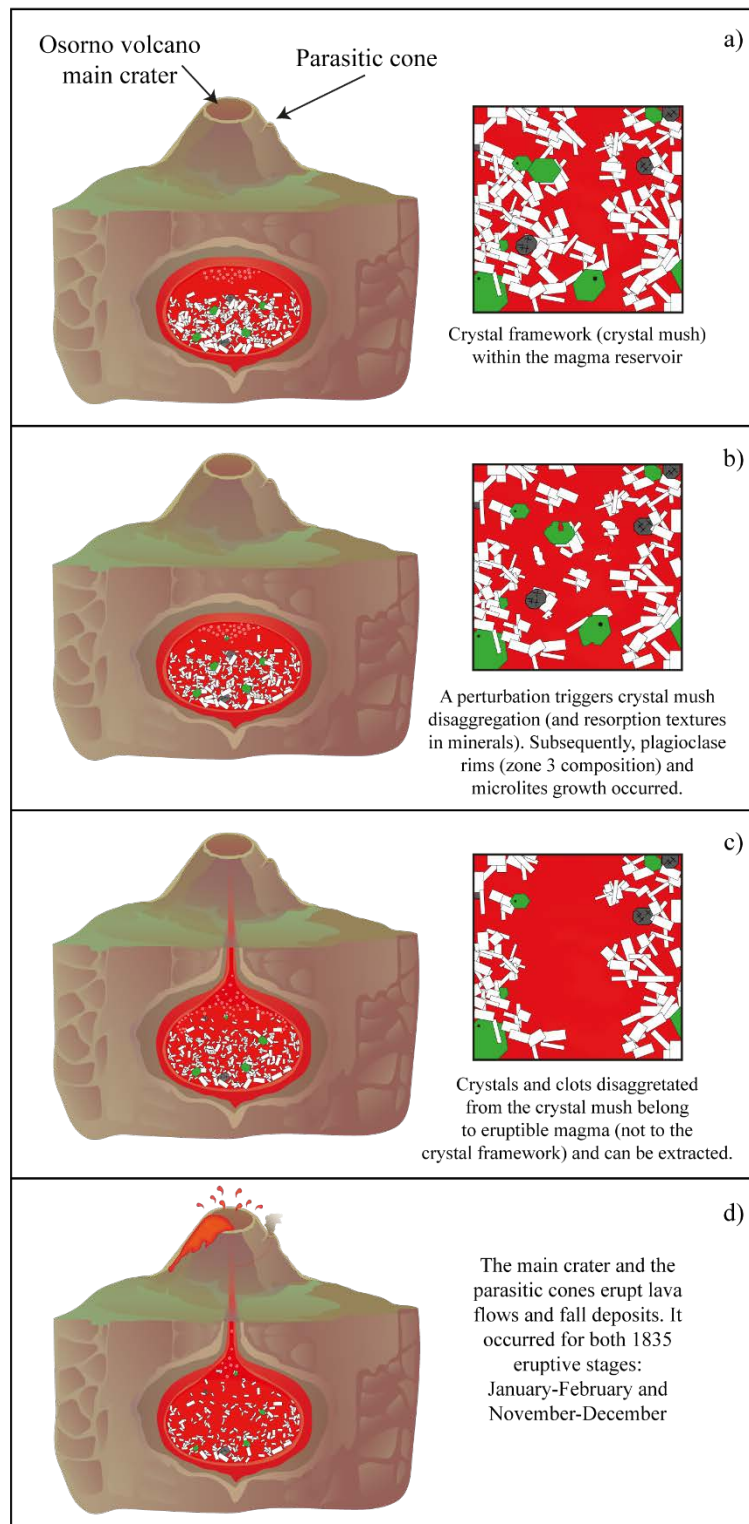 a)
Osorno volcano
main crater
Parasitic cone
Crystal framework (crystal mush)
within the magma reservoir
b)
A perturbation triggers crystal mush
disaggregation (and resorption textures
in minerals). Subsequently, plagioclase
rims (zone 3 composition) and
microlites growth occurred.
c)
Crystals and clots disaggretated
from the crystal mush belong
to eruptible magma (not to the
crystal framework) and can be extracted.
d)
The main crater and the
parasitic cones erupt lava
flows and fall deposits. It
occurred for both 1835
eruptive stages:
January-February and
November-December